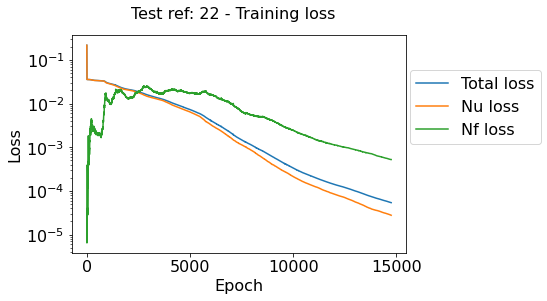 Test ref: 22 - Training loss
Loss
10⁻¹
10⁻²
10⁻³
10⁻⁴
10⁻⁵
0
5000
10000
15000
Epoch
Total loss
Nu loss
Nf loss